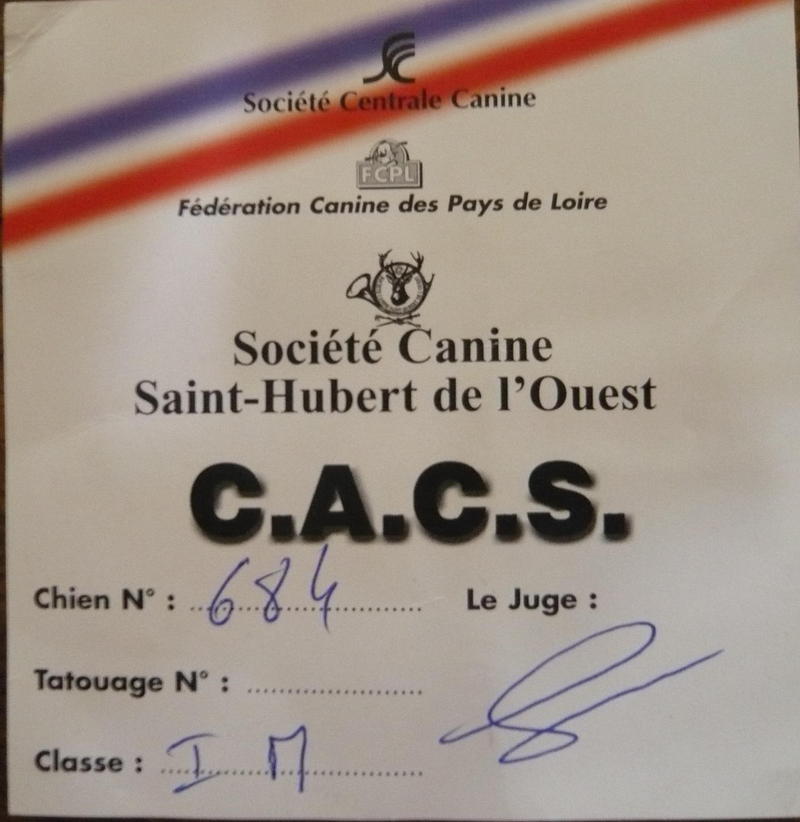 Société Centrale Canine
FCPL
Fédération Canine des Pays de Loire
Société Canine
Saint-Hubert de l'Ouest
C.A.C.S.
Chien N° : 684 Le Juge :
Tatouage N° :
Classe : I M